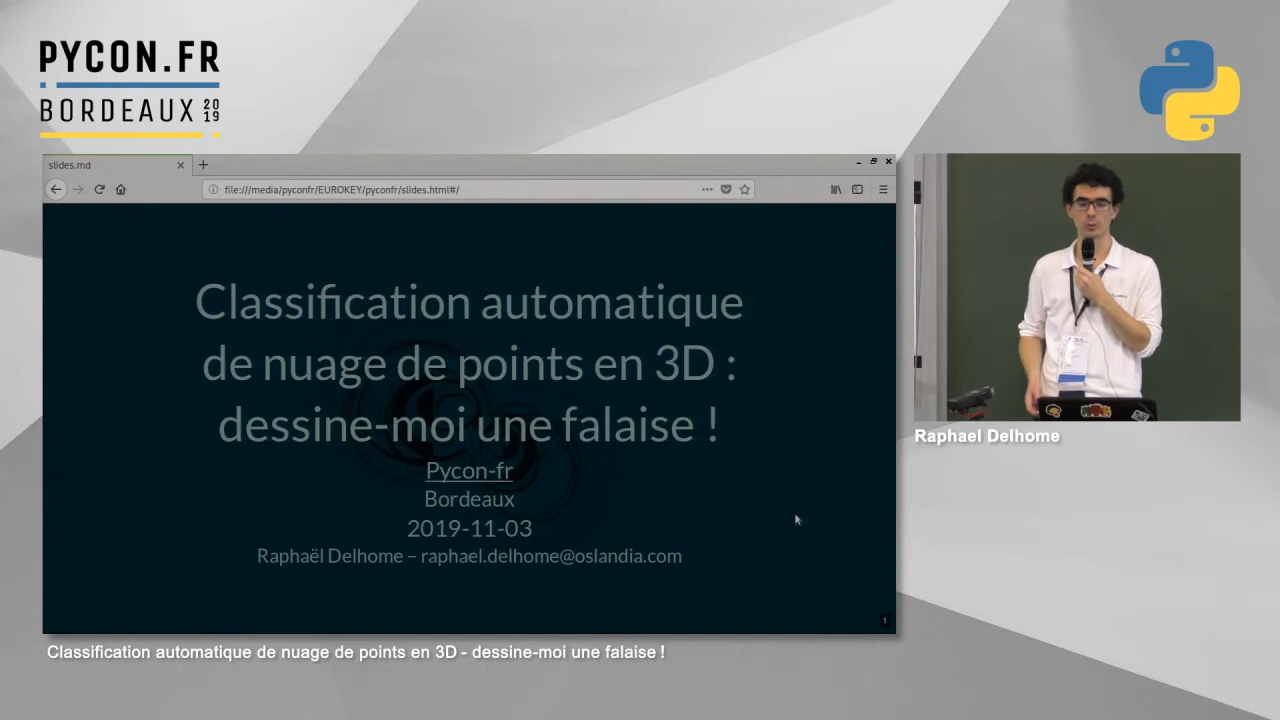 PYCON.FR
BORDEAUX 2019
slides.md
file:///media/pyconfr/EUROKEY/pyconfr/slides.html#/
Classification automatique
de nuage de points en 3D :
dessine-moi une falaise !
Pycon-fr
Bordeaux
2019-11-03
Raphaël Delhome – raphael.delhome@oslandia.com
1
Raphael Delhome
Classification automatique de nuage de points en 3D - dessine-moi une falaise !